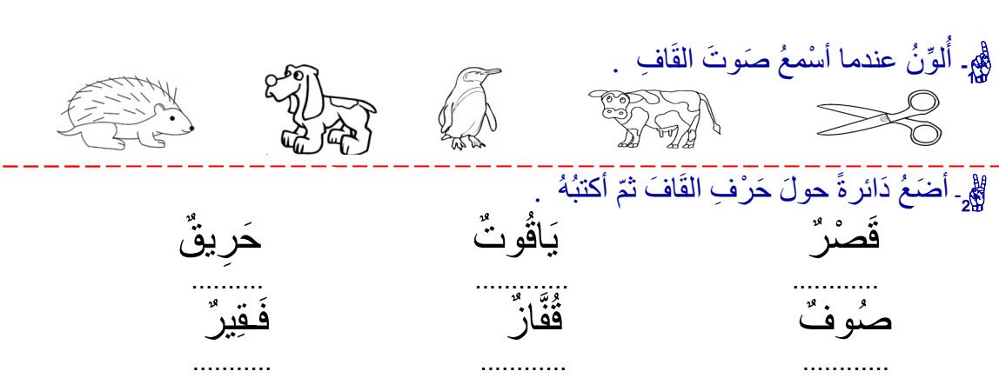 1- أُلوِّنُ عندما أسْمعُ صَوتَ القَافِ .
2- أضَعُ دَائرةً حولَ حَرْفِ القَافَ ثمّ أكتبُهُ .
قَصْرٌ يَاقُوتٌ حَرِيقٌ
............ ............. ..........
صُوفٌ قُفَّازٌ فَـقِيرٌ
............ ............ ...........